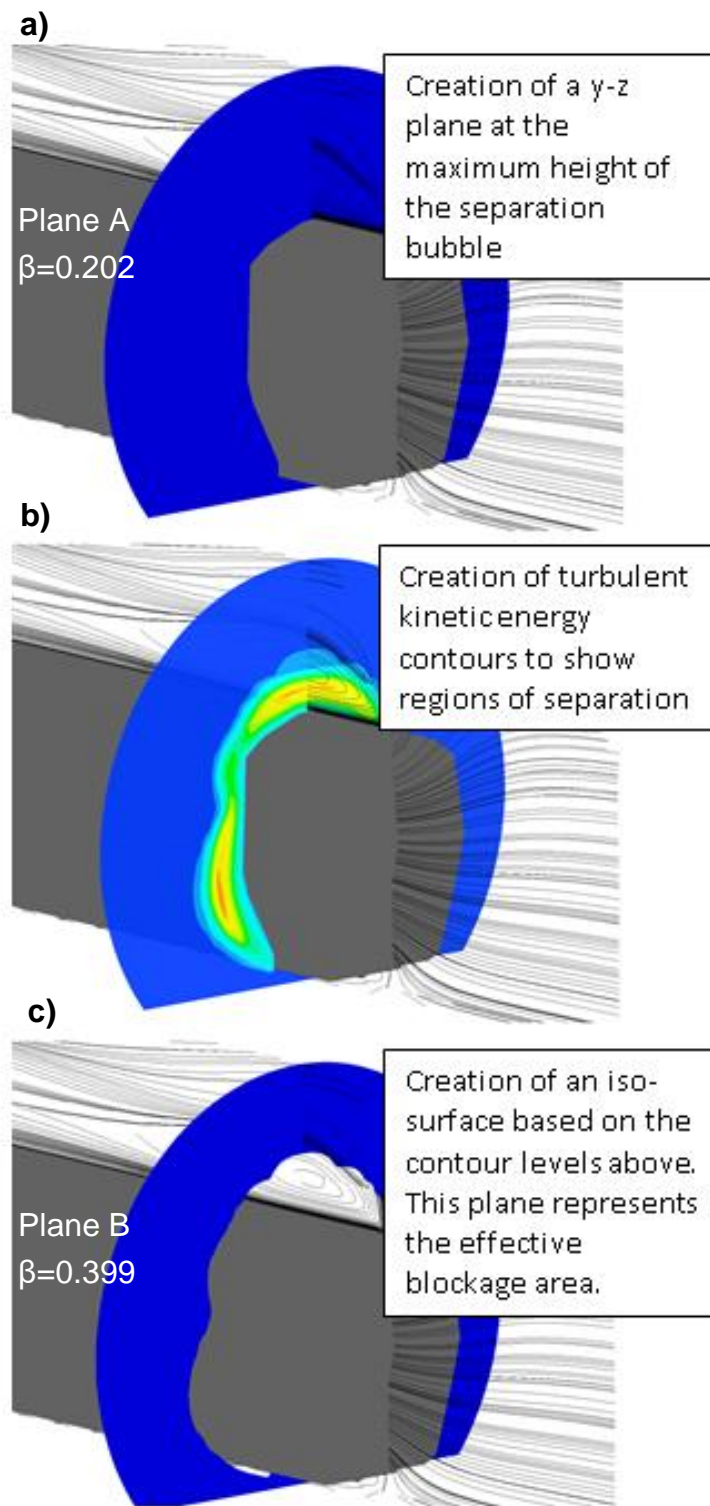 a)
Creation of a y-z
plane at the
maximum height of
the separation
bubble
Plane A
β=0.202
b)
Creation of turbulent
kinetic energy
contours to show
regions of separation
c)
Creation of an iso-
surface based on the
contour levels above.
This plane represents
the effective
blockage area.
Plane B
β=0.399